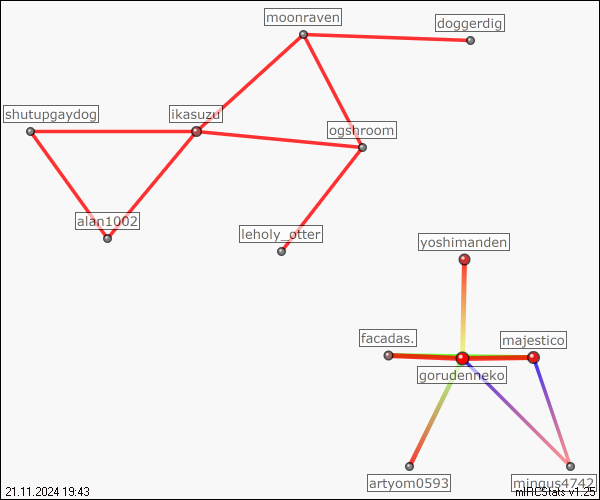 moonraven
doggerdig
shutupgaydog
ikasuzu
ogshroom
alan1002
leholy_otter
yoshimanden
facadas.
majestico
gorudenneko
artyom0593
mingus4742
21.11.2024 19:43
mIRCStats v1.25